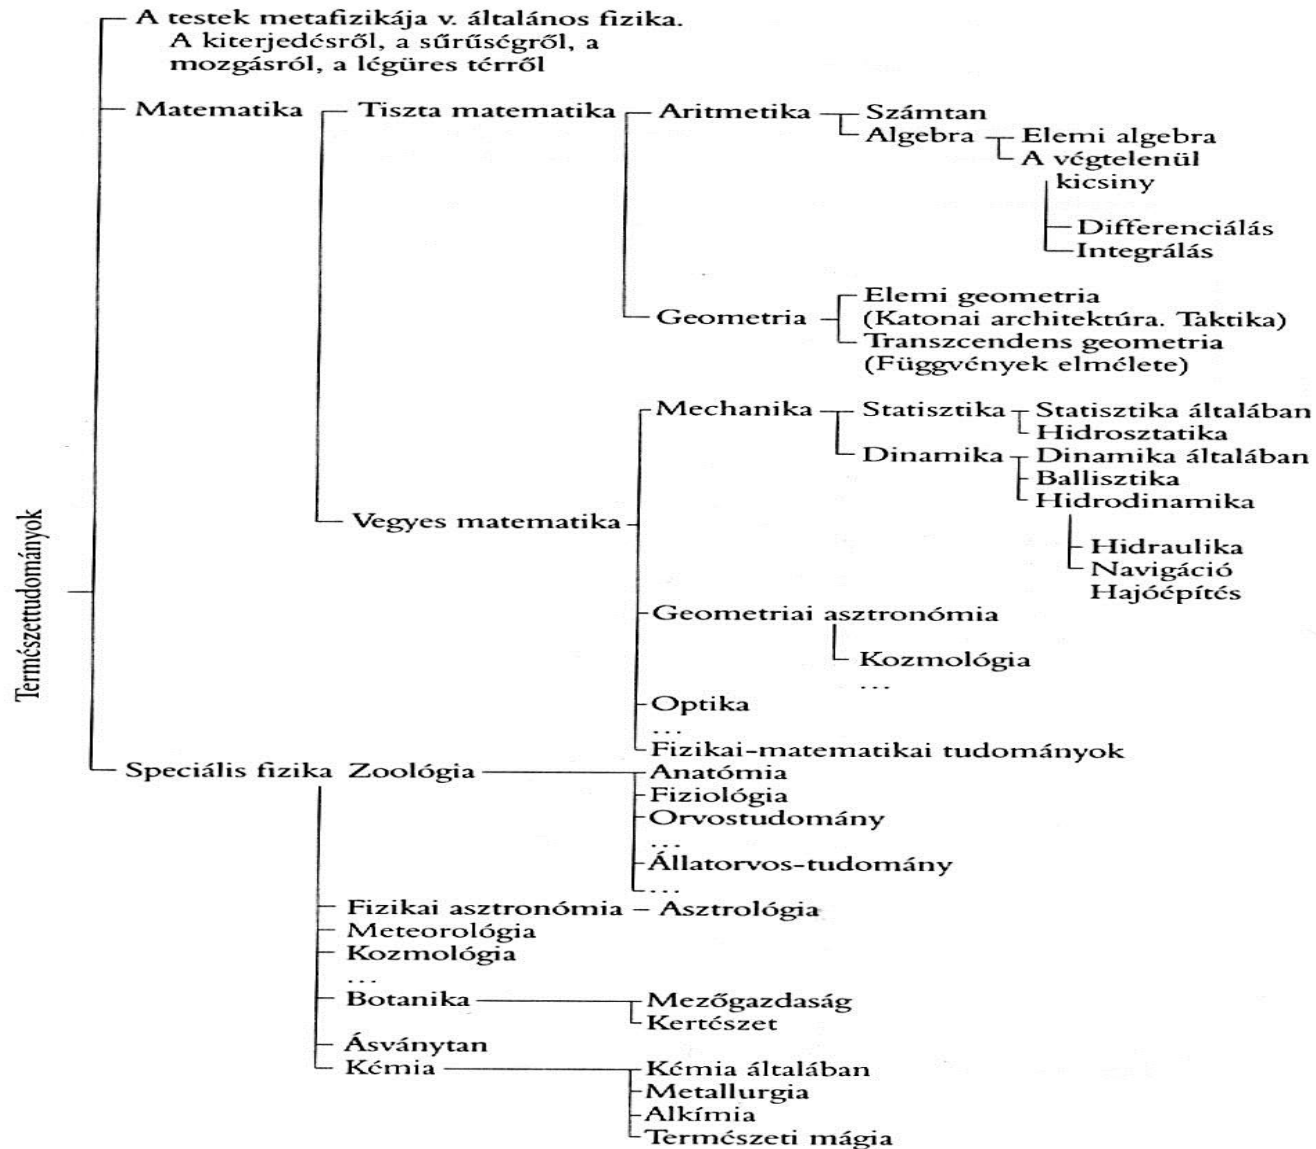 A testek metafizikája v. általános fizika.
A kiterjedésről, a sűrűségről, a
mozgásról, a légüres térről
Matematika
Tiszta matematika
Aritmetika
Számtan
Algebra
Elemi algebra
A végtelenül
kicsiny
Differenciálás
Integrálás
Geometria
Elemi geometria
(Katonai architektúra. Taktika)
Transzcendens geometria
(Függvények elmélete)
Vegyes matematika
Mechanika
Statisztika
Statisztika általában
Hidrosztatika
Dinamika
Dinamika általában
Ballisztika
Hidrodinamika
Hidraulika
Navigáció
Hajóépítés
Geometriai asztronómia
Kozmológia
...
Optika
...
Fizikai-matematikai tudományok
Természettudományok
Speciális fizika
Zoológia
Anatómia
Fiziológia
Orvostudomány
...
Állatorvos-tudomány
...
Fizikai asztronómia – Asztrológia
Meteorológia
Kozmológia
...
Botanika
Mezőgazdaság
Kertészet
Ásványtan
Kémia
Kémia általában
Metallurgia
Alkímia
Természeti mágia